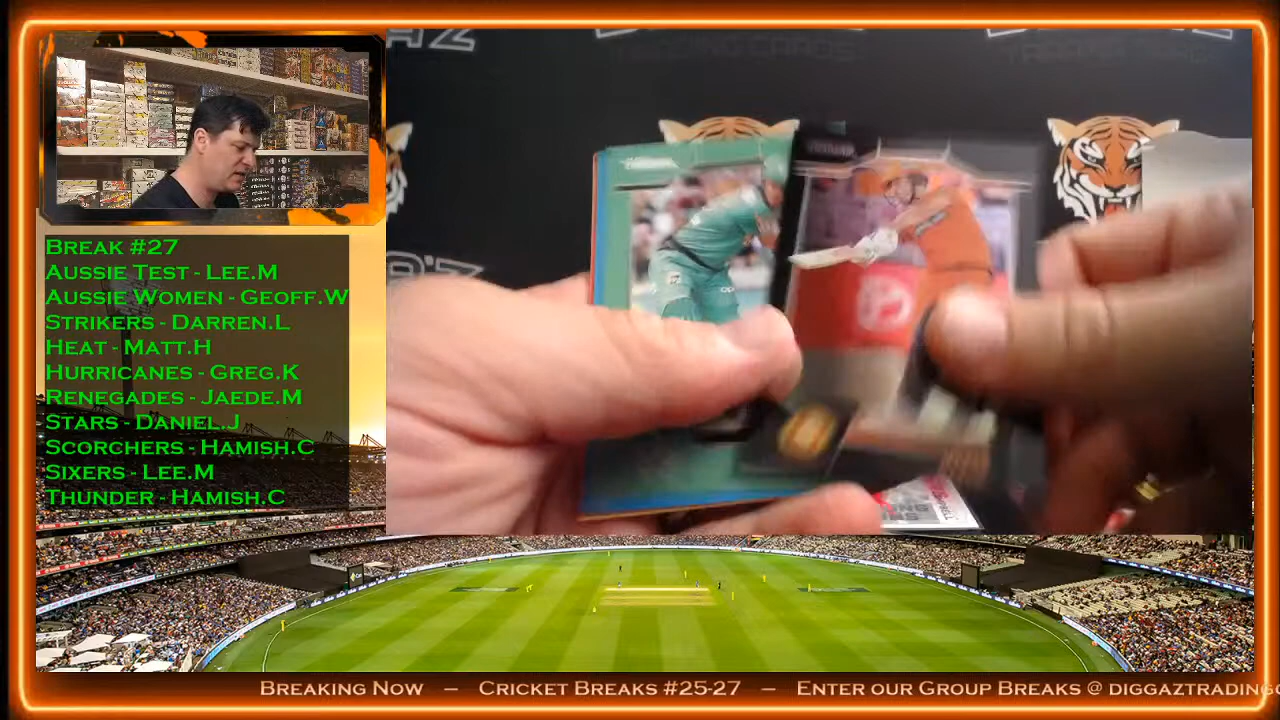 Break #27
Aussie Test - Lee.M
Aussie Women - Geoff.W
Strikers - Darren.L
Heat - Matt.H
Hurricanes - Greg.K
Renegades - Jaede.M
Stars - Daniel.J
Scorchers - Hamish.C
Sixers - Lee.M
Thunder - Hamish.C
Breaking Now – Cricket Breaks #25-27 – Enter our Group Breaks @ diggaztrading